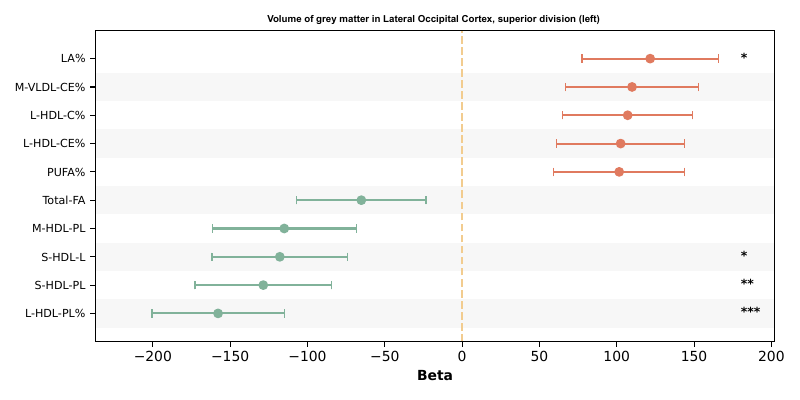 Volume of grey matter in Lateral Occipital Cortex, superior division (left)
LA% *
M-VLDL-CE%
L-HDL-C%
L-HDL-CE%
PUFA%
Total-FA
M-HDL-PL
S-HDL-L *
S-HDL-PL **
L-HDL-PL% ***
−200 −150 −100 −50 0 50 100 150 200
Beta